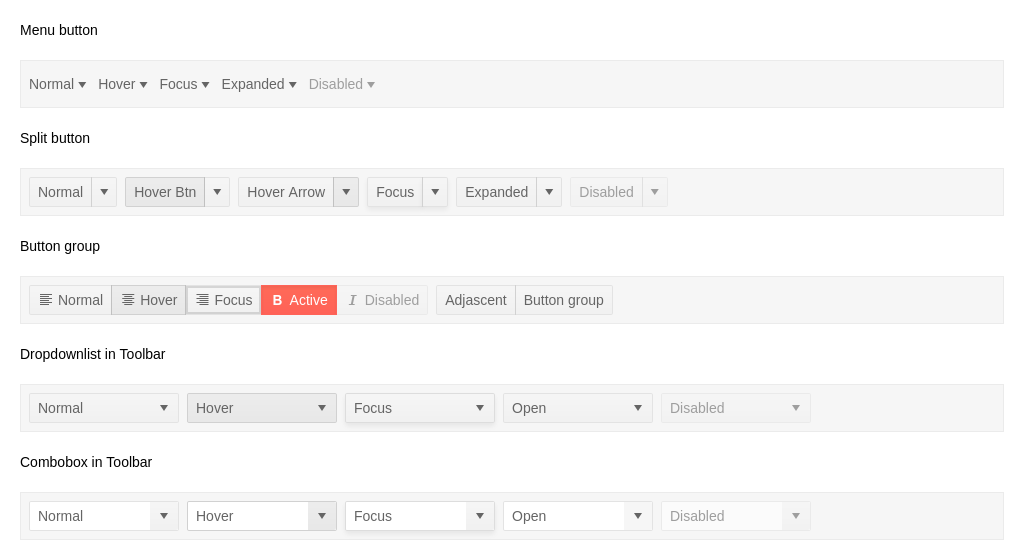 Menu button
Normal Hover Focus Expanded Disabled
Split button
Normal Hover Btn Hover Arrow Focus Expanded Disabled
Button group
Normal Hover Focus B Active I Disabled Adjascent Button group
Dropdownlist in Toolbar
Normal Hover Focus Open Disabled
Combobox in Toolbar
Normal Hover Focus Open Disabled